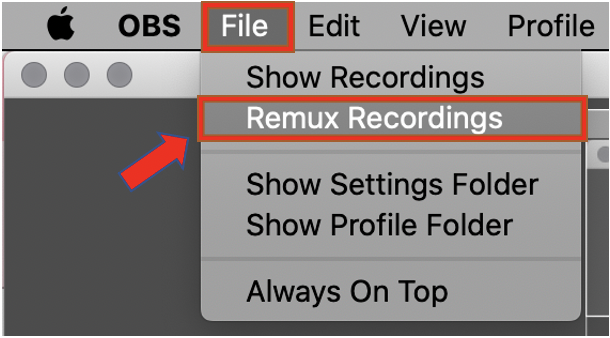 OBS File Edit View Profile
Show Recordings
Remux Recordings
Show Settings Folder
Show Profile Folder
Always On Top